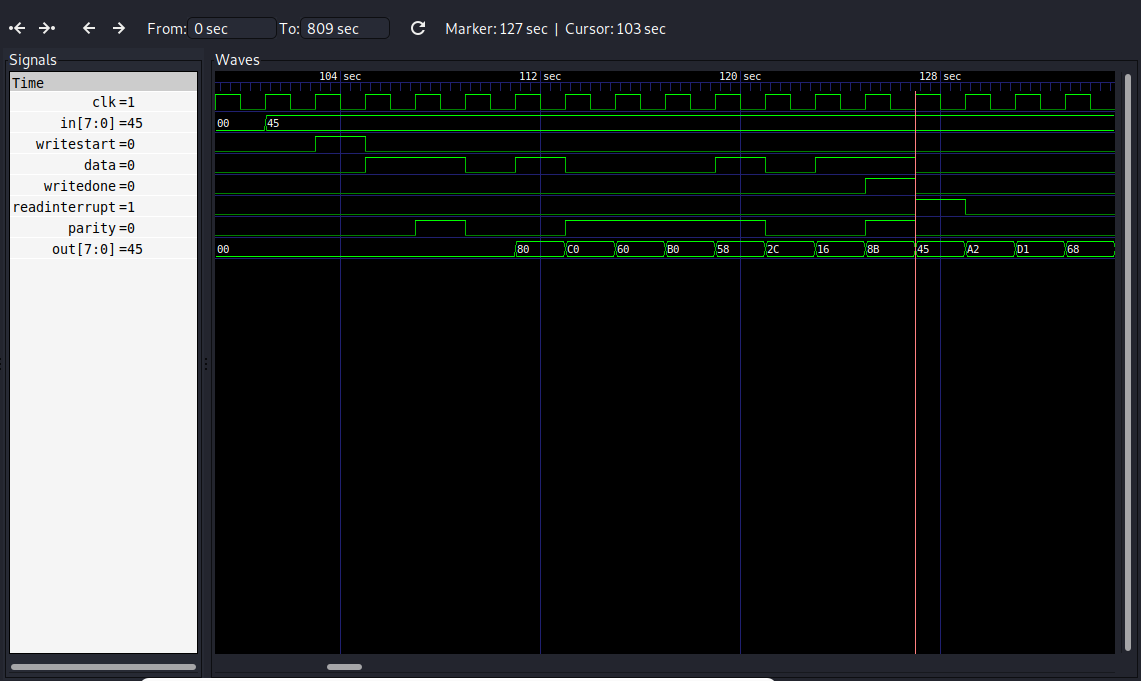 From: 0 sec To: 809 sec Marker: 127 sec | Cursor: 103 sec
Signals Waves
Time 104 sec 112 sec 120 sec 128 sec
clk =1
in[7:0] =45 00 45
writestart =0
data =0
writedone =0
readinterrupt =1
parity =0
out[7:0] =45 00 80 C0 60 B0 58 2C 16 8B 45 A2 D1 68